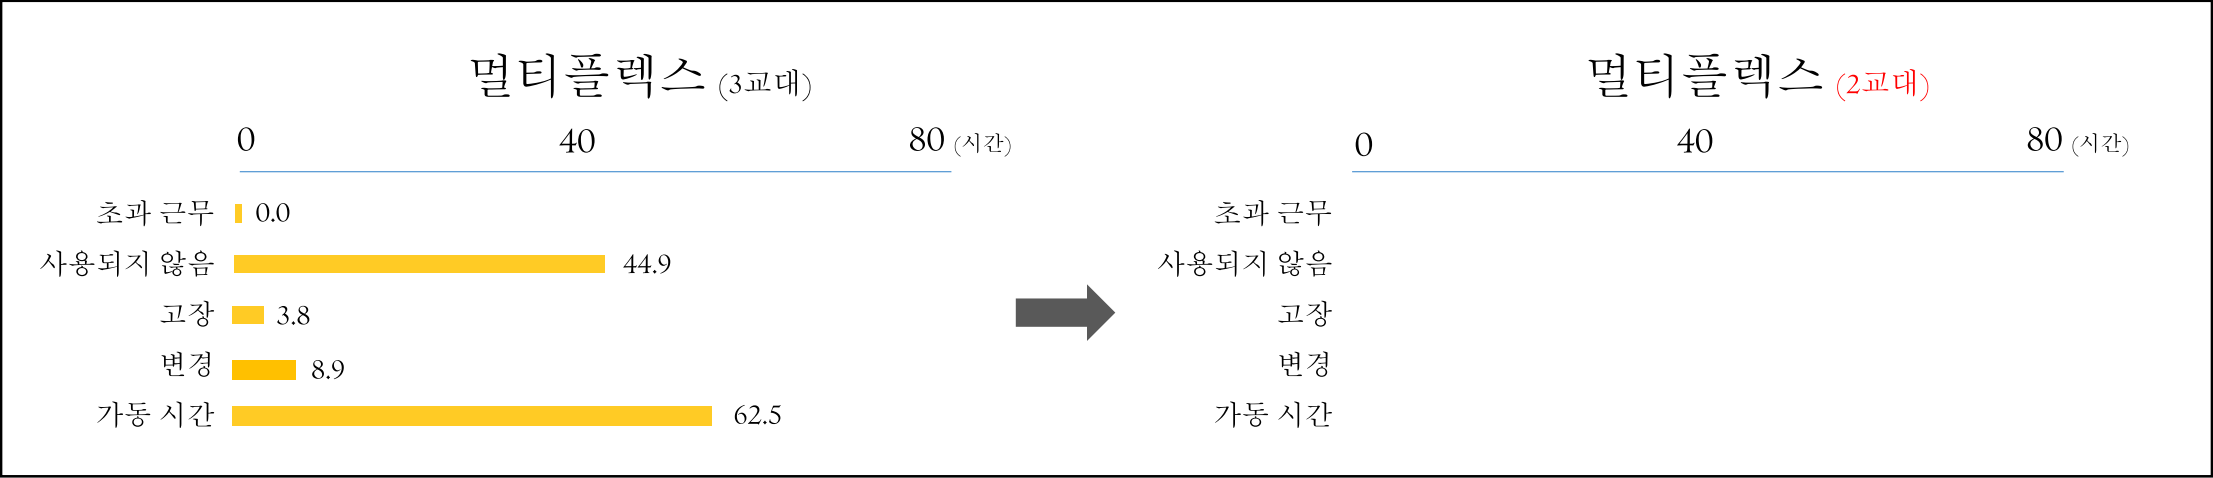 멀티플렉스 (3교대)
0 40 80 (시간)
초과 근무 0.0
사용되지 않음 44.9
고장 3.8
변경 8.9
가동 시간 62.5
멀티플렉스 (2교대)
0 40 80 (시간)
초과 근무
사용되지 않음
고장
변경
가동 시간